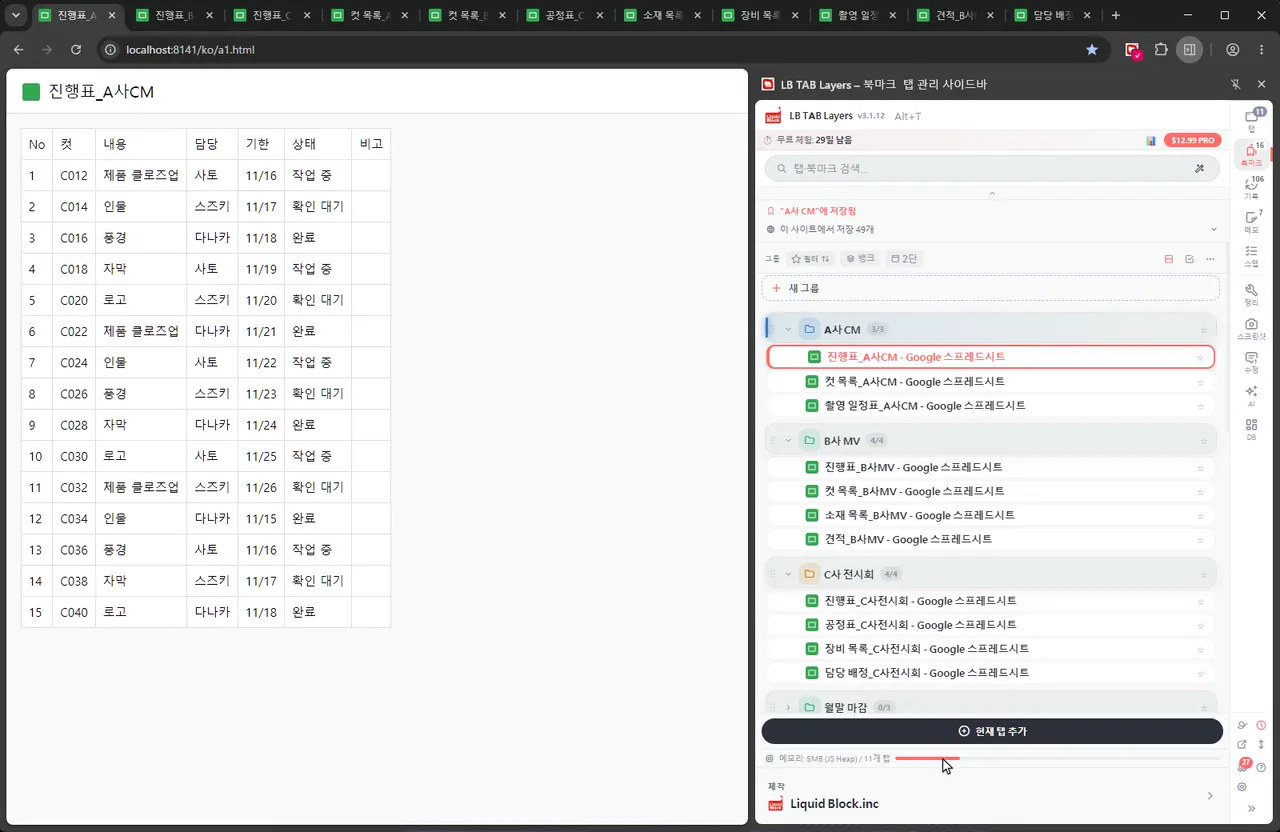 진행표_A
진행표_B
진행표_C
컷 목록_A
컷 목록_B
공정표_C
소재 목록
장비 목록
촬영 일정
견적_B사
담당 배정
localhost:8141/ko/a1.html
진행표_A사CM
No 컷 내용 담당 기한 상태 비고
1 C012 제품 클로즈업 사토 11/16 작업 중
2 C014 인물 스즈키 11/17 확인 대기
3 C016 풍경 다나카 11/18 완료
4 C018 자막 사토 11/19 작업 중
5 C020 로고 스즈키 11/20 확인 대기
6 C022 제품 클로즈업 다나카 11/21 완료
7 C024 인물 사토 11/22 작업 중
8 C026 풍경 스즈키 11/23 확인 대기
9 C028 자막 다나카 11/24 완료
10 C030 로고 사토 11/25 작업 중
11 C032 제품 클로즈업 스즈키 11/26 확인 대기
12 C034 인물 다나카 11/15 완료
13 C036 풍경 사토 11/16 작업 중
14 C038 자막 스즈키 11/17 확인 대기
15 C040 로고 다나카 11/18 완료
LB TAB Layers – 북마크 탭 관리 사이드바
LB TAB Layers v3.1.12 Alt+T
무료 체험: 29일 남음
$12.99 PRO
탭·북마크 검색...
"A사 CM"에 저장됨
이 사이트에서 저장 49개
그룹 필터 뱅크 2단
새 그룹
A사 CM 3/3
진행표_A사CM - Google 스프레드시트
컷 목록_A사CM - Google 스프레드시트
촬영 일정표_A사CM - Google 스프레드시트
B사 MV 4/4
진행표_B사MV - Google 스프레드시트
컷 목록_B사MV - Google 스프레드시트
소재 목록_B사MV - Google 스프레드시트
견적_B사MV - Google 스프레드시트
C사 전시회 4/4
진행표_C사전시회 - Google 스프레드시트
공정표_C사전시회 - Google 스프레드시트
장비 목록_C사전시회 - Google 스프레드시트
담당 배정_C사전시회 - Google 스프레드시트
월말 마감 0/3
현재 탭 추가
메모리: 5MB (JS Heap) / 11개 탭
제작
Liquid Block.inc
11
탭
16
북마크
106
기록
7
메모
스텝
정리
스크린샷
수정
AI
DB
27